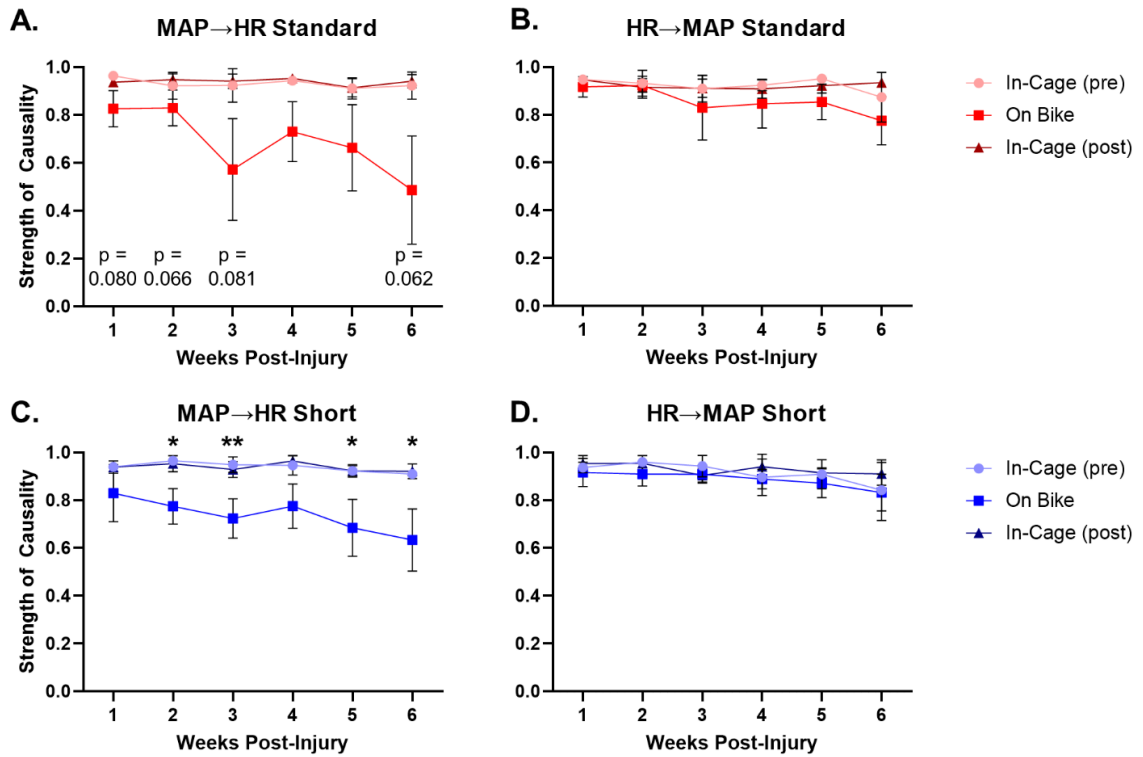 A.
MAP→HR Standard
Strength of Causality
1.0
0.8
0.6
0.4
0.2
0.0
p =
0.080
p =
0.066
p =
0.081
p =
0.062
1 2 3 4 5 6
Weeks Post-Injury
B.
HR→MAP Standard
1.0
0.8
0.6
0.4
0.2
0.0
1 2 3 4 5 6
Weeks Post-Injury
In-Cage (pre)
On Bike
In-Cage (post)
C.
MAP→HR Short
Strength of Causality
1.0
0.8
0.6
0.4
0.2
0.0
* ** * *
1 2 3 4 5 6
Weeks Post-Injury
D.
HR→MAP Short
1.0
0.8
0.6
0.4
0.2
0.0
1 2 3 4 5 6
Weeks Post-Injury
In-Cage (pre)
On Bike
In-Cage (post)